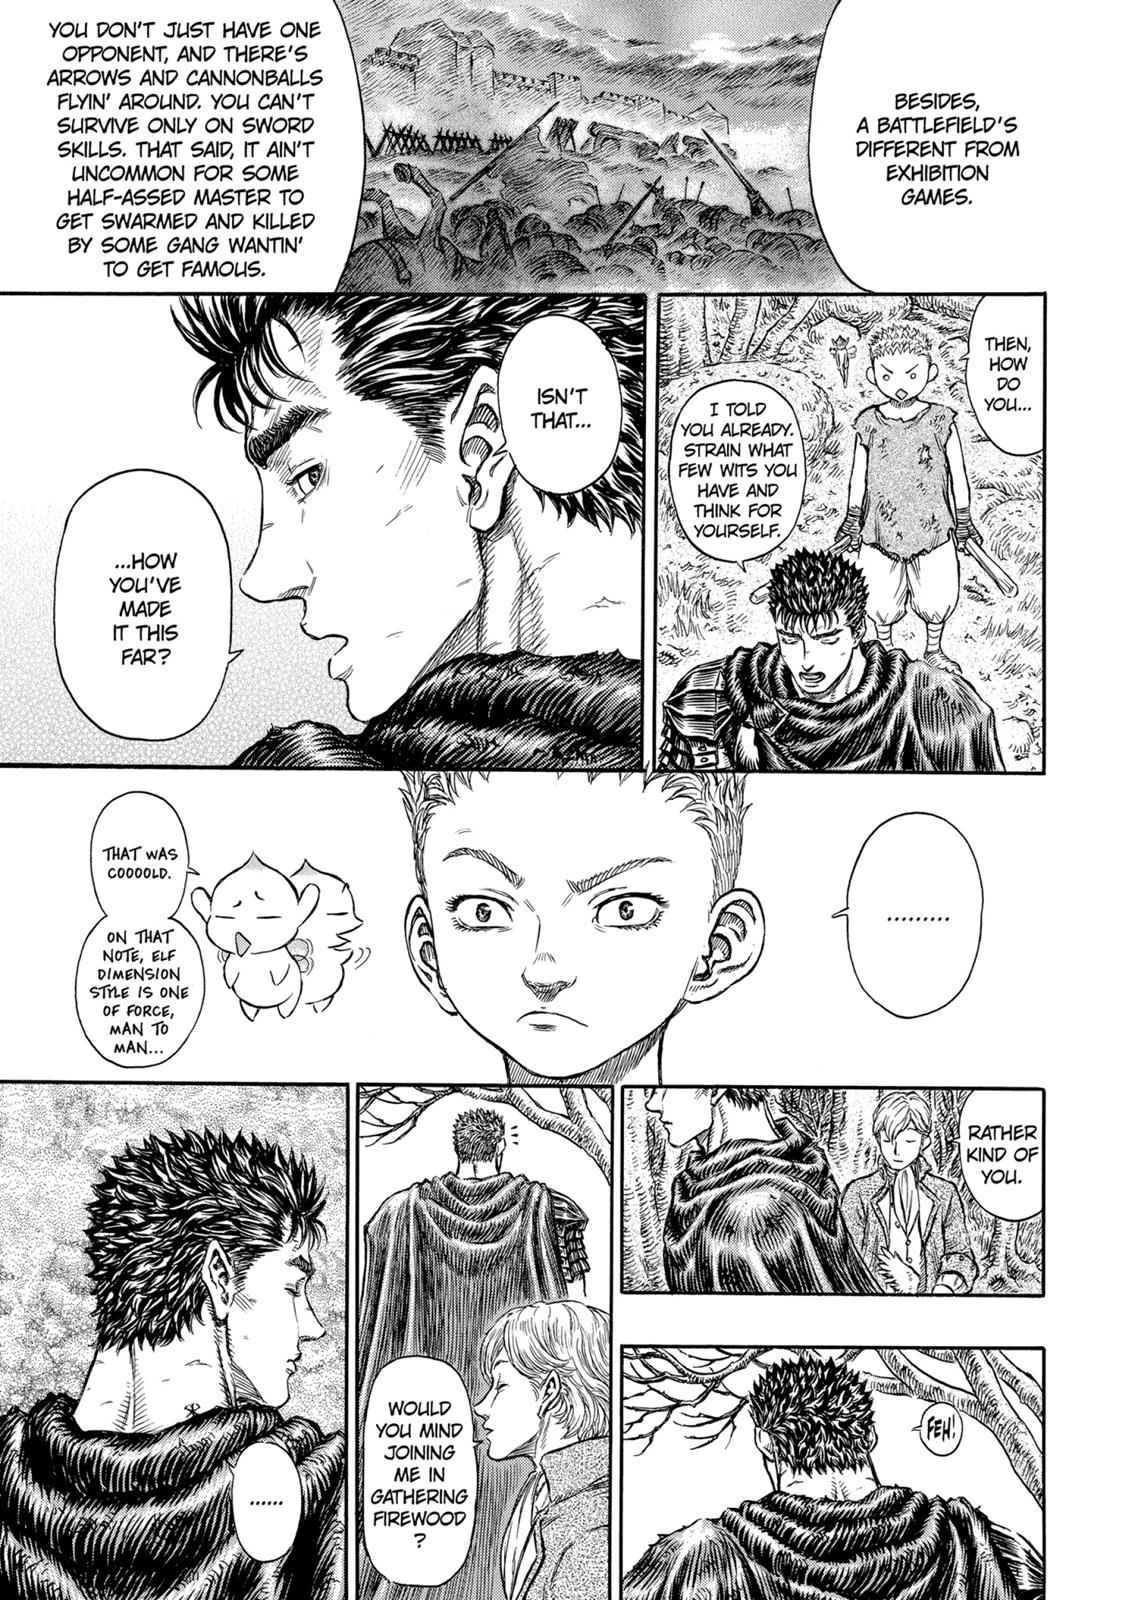 BESIDES,
A BATTLEFIELD'S
DIFFERENT FROM
EXHIBITION
GAMES.
YOU DON'T JUST HAVE ONE
OPPONENT, AND THERE'S
ARROWS AND CANNONBALLS
FLYIN' AROUND. YOU CAN'T
SURVIVE ONLY ON SWORD
SKILLS. THAT SAID, IT AIN'T
UNCOMMON FOR SOME
HALF-ASSED MASTER TO
GET SWARMED AND KILLED
BY SOME GANG WANTIN'
TO GET FAMOUS.
THEN,
HOW
DO
YOU...
I TOLD
YOU ALREADY.
STRAIN WHAT
FEW WITS YOU
HAVE AND
THINK FOR
YOURSELF.
ISN'T
THAT...
...HOW
YOU'VE
MADE
IT THIS
FAR?
.........
THAT WAS
COOOOLD.
ON THAT
NOTE, ELF
DIMENSION
STYLE IS ONE
OF FORCE,
MAN TO
MAN...
RATHER
KIND OF
YOU.
FEH!
WOULD
YOU MIND
JOINING
ME IN
GATHERING
FIREWOOD
?
......